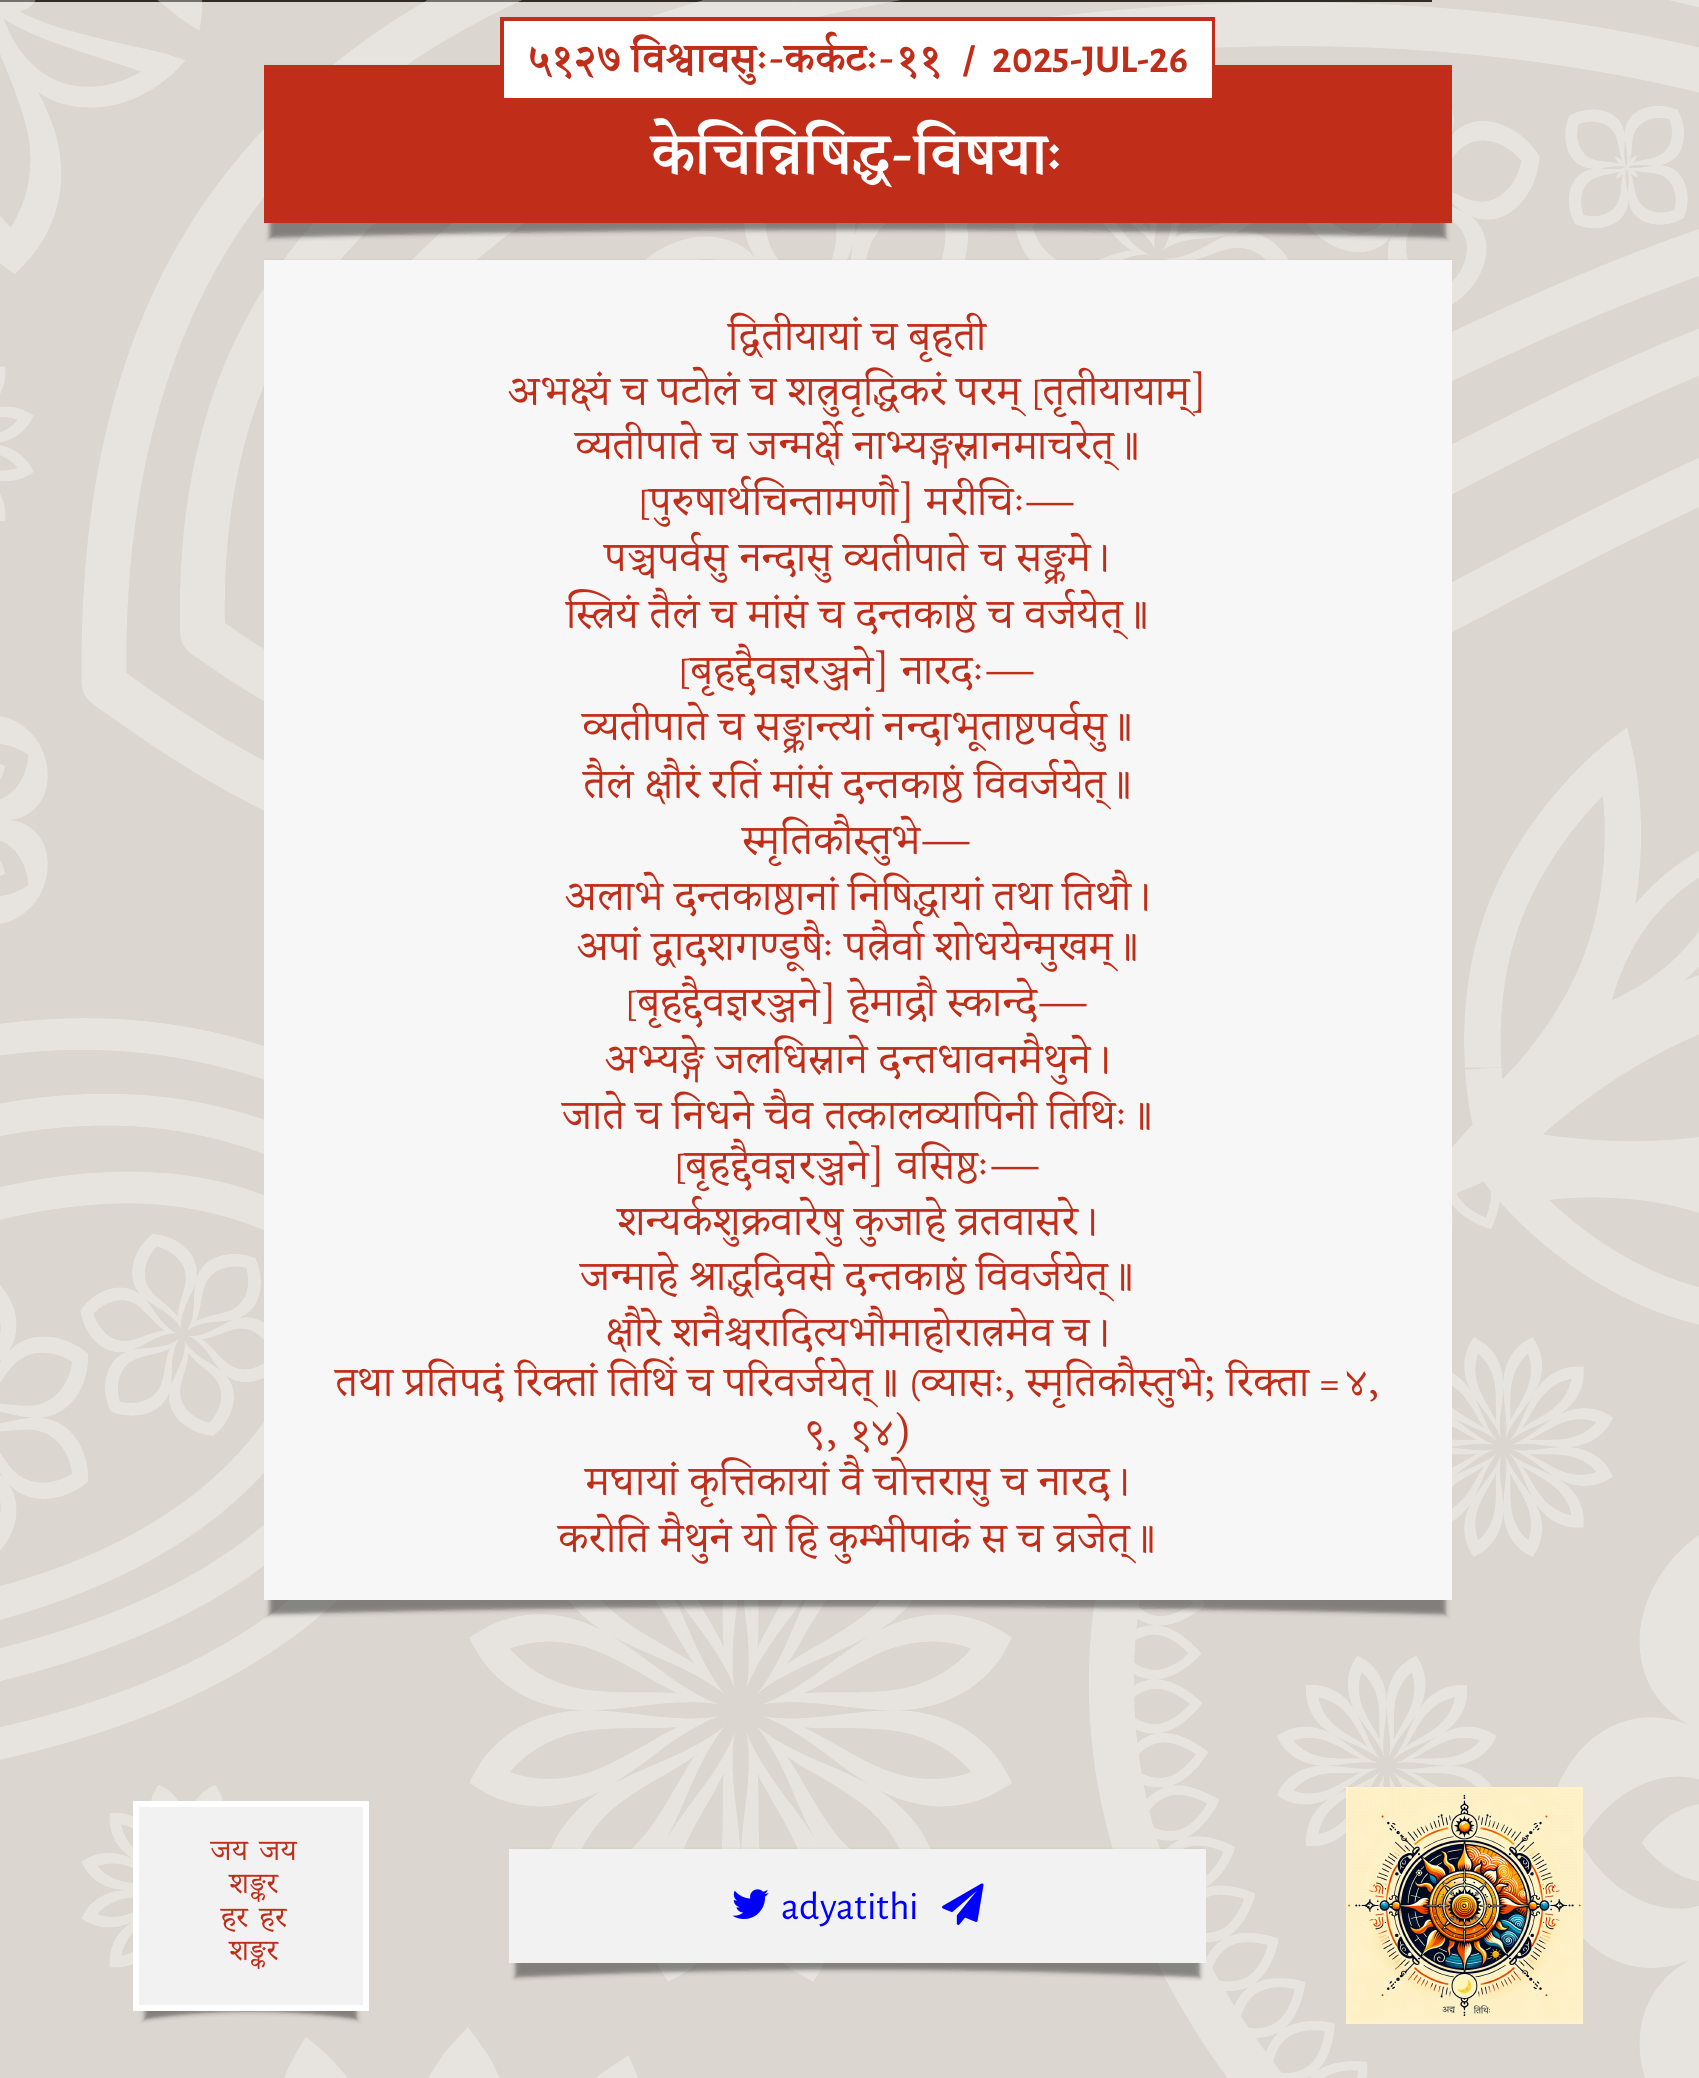 ५१२७ विश्वावसुः-कर्कटः-११ / 2025-JUL-26
केचिन्निषिद्ध-विषयाः
द्वितीयायां च बृहती
अभक्ष्यं च पटोलं च शत्रुवृद्धिकरं परम् [तृतीयायाम्]
व्यतीपाते च जन्मर्क्षे नाभ्यङ्गस्नानमाचरेत्॥
[पुरुषार्थचिन्तामणौ] मरीचिः—
पञ्चपर्वसु नन्दासु व्यतीपाते च सङ्क्रमे।
स्त्रियं तैलं च मांसं च दन्तकाष्ठं च वर्जयेत्॥
[बृहद्दैवज्ञरञ्जने] नारदः—
व्यतीपाते च सङ्क्रान्त्यां नन्दाभूताष्टपर्वसु॥
तैलं क्षौरं रतिं मांसं दन्तकाष्ठं विवर्जयेत्॥
स्मृतिकौस्तुभे—
अलाभे दन्तकाष्ठानां निषिद्धायां तथा तिथौ।
अपां द्वादशगण्डूषैः पत्रैर्वा शोधयेन्मुखम्॥
[बृहद्दैवज्ञरञ्जने] हेमाद्रौ स्कान्दे—
अभ्यङ्गे जलधिस्नाने दन्तधावनमैथुने।
जाते च निधने चैव तत्कालव्यापिनी तिथिः॥
[बृहद्दैवज्ञरञ्जने] वसिष्ठः—
शन्यर्कशुक्रवारेषु कुजाहे व्रतवासरे।
जन्माहे श्राद्धदिवसे दन्तकाष्ठं विवर्जयेत्॥
क्षौरे शनैश्चरादित्यभौमाहोरात्रमेव च।
तथा प्रतिपदं रिक्तां तिथिं च परिवर्जयेत्॥ (व्यासः, स्मृतिकौस्तुभे; रिक्ता = ४,
९, १४)
मघायां कृत्तिकायां वै चोत्तरासु च नारद।
करोति मैथुनं यो हि कुम्भीपाकं स च व्रजेत्॥
जय जय
शङ्कर
हर हर
शङ्कर
adyatithi
अद्य तिथिः